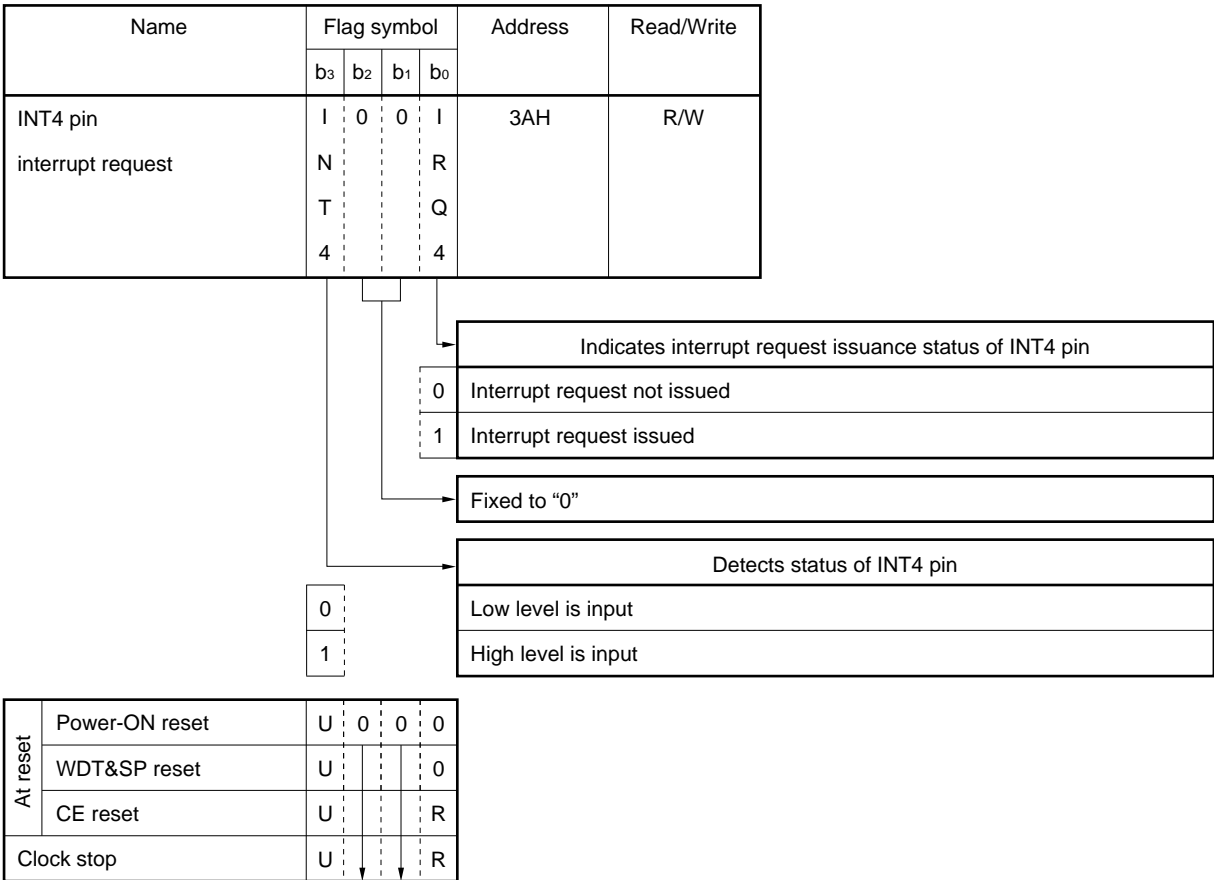 Name Flag symbol Address Read/Write
b3 b2 b1 b0
INT4 pin I 0 0 I 3AH R/W
interrupt request N R
T Q
4 4
Indicates interrupt request issuance status of INT4 pin
0 Interrupt request not issued
1 Interrupt request issued
Fixed to “0”
Detects status of INT4 pin
0 Low level is input
1 High level is input
At reset
Power-ON reset U 0 0 0
WDT&SP reset U 0
CE reset U R
Clock stop U R